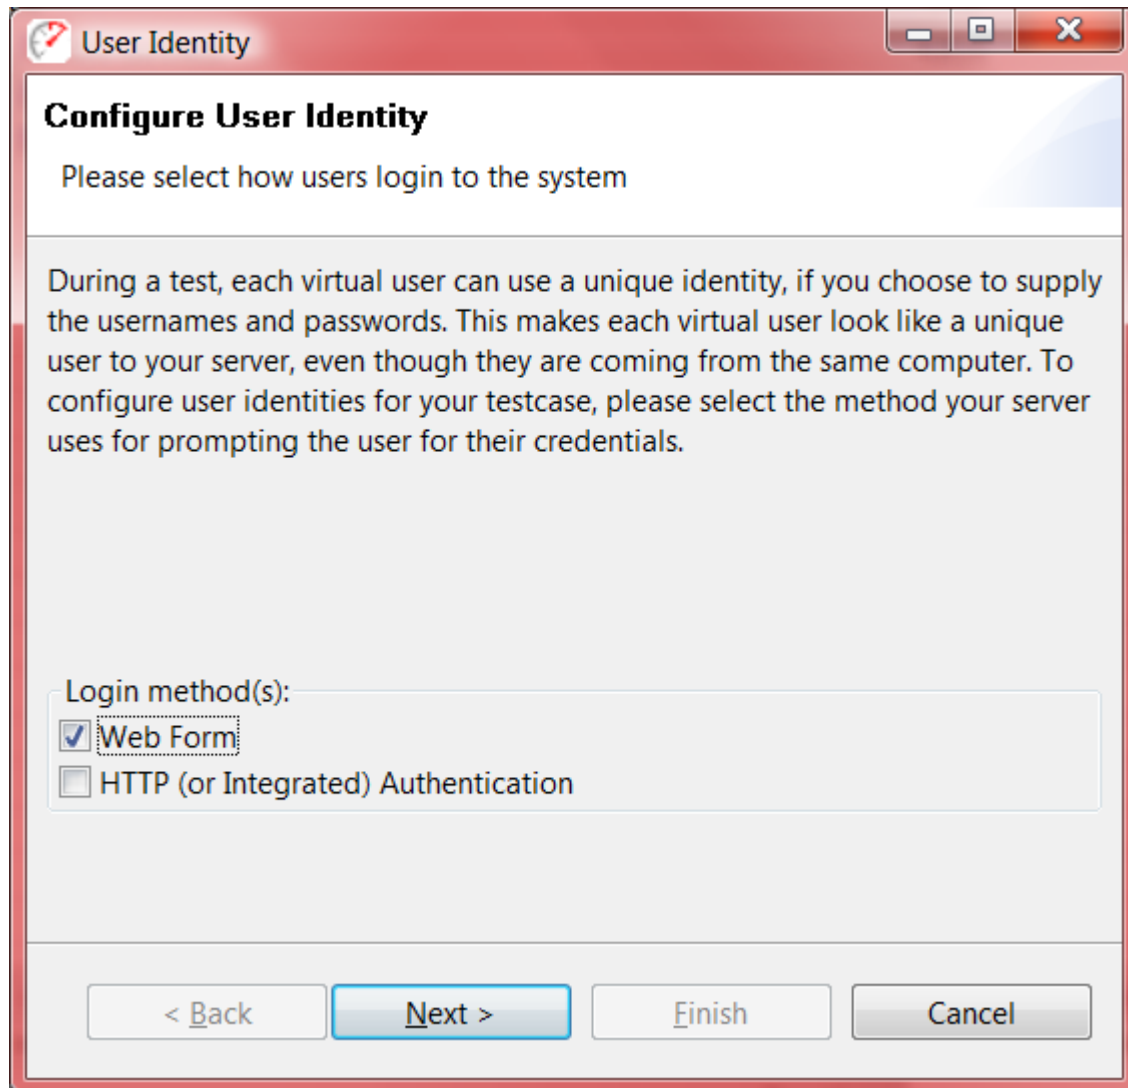 User Identity
Configure User Identity
Please select how users login to the system
During a test, each virtual user can use a unique identity, if you choose to supply
the usernames and passwords. This makes each virtual user look like a unique
user to your server, even though they are coming from the same computer. To
configure user identities for your testcase, please select the method your server
uses for prompting the user for their credentials.
Login method(s):
Web Form
HTTP (or Integrated) Authentication
< Back Next > Finish Cancel